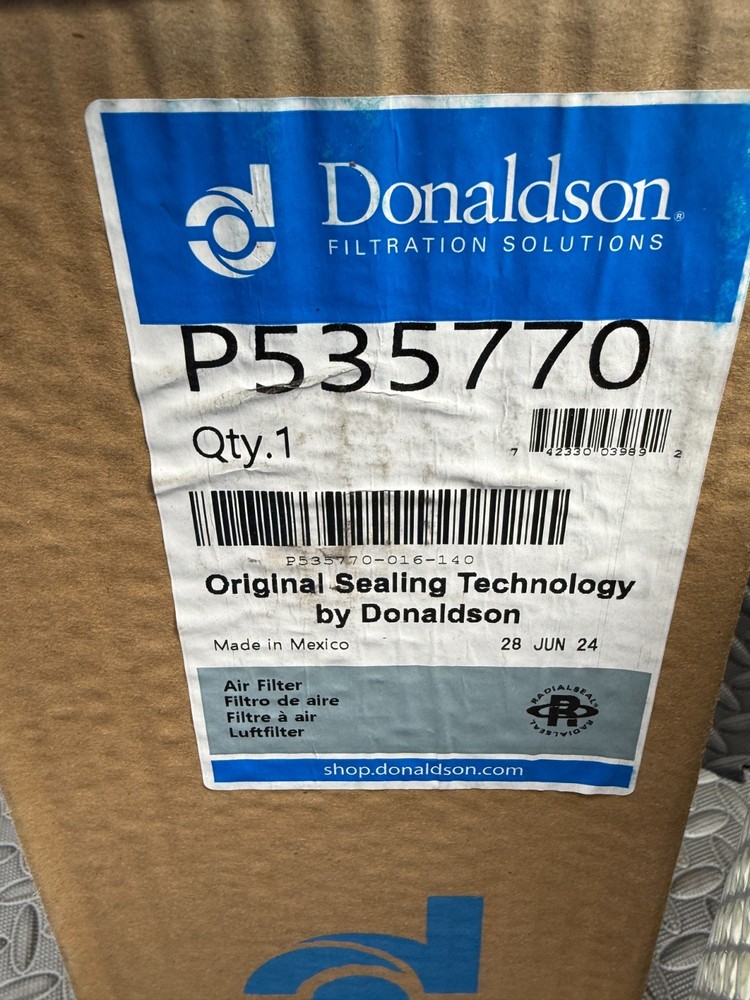 Donaldson®
FILTRATION SOLUTIONS
P535770
Qty.1
7 42330 03989 2
P535770-016-140
Original Sealing Technology
by Donaldson
Made in Mexico
28 JUN 24
Air Filter
Filtro de aire
Filtre à air
Luftfilter
RADIALSEAL
R
RADIALSEAL
shop.donaldson.com